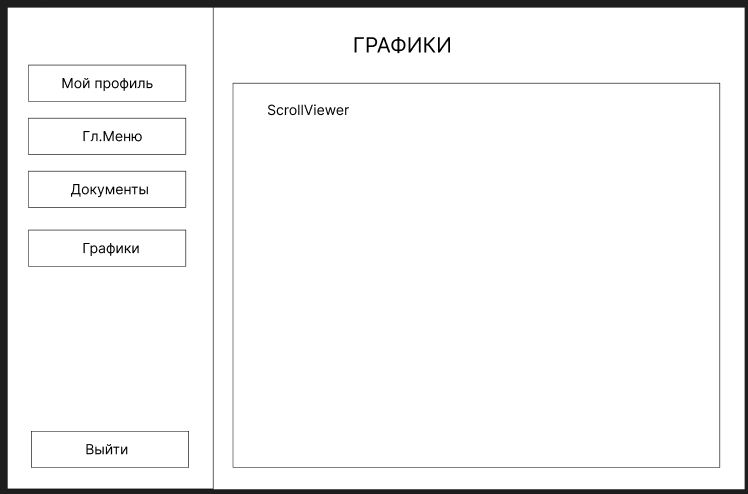 ГРАФИКИ
Мой профиль
Гл.Меню
Документы
Графики
Выйти
ScrollViewer